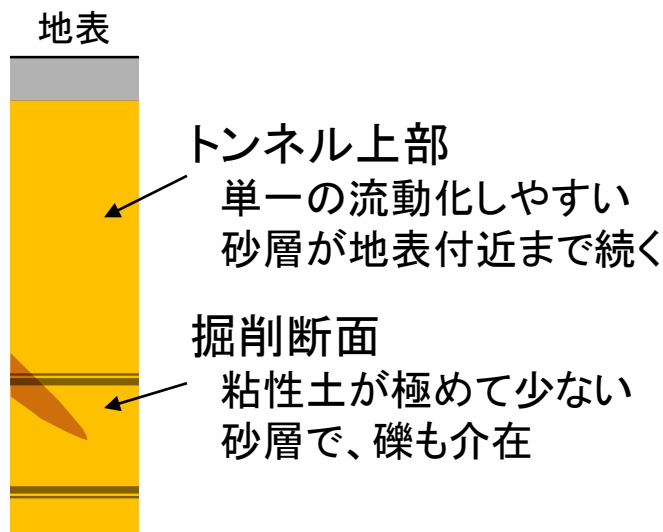 地表
トンネル上部
単一の流動化しやすい
砂層が地表付近まで続く
掘削断面
粘性土が極めて少ない
砂層で、礫も介在